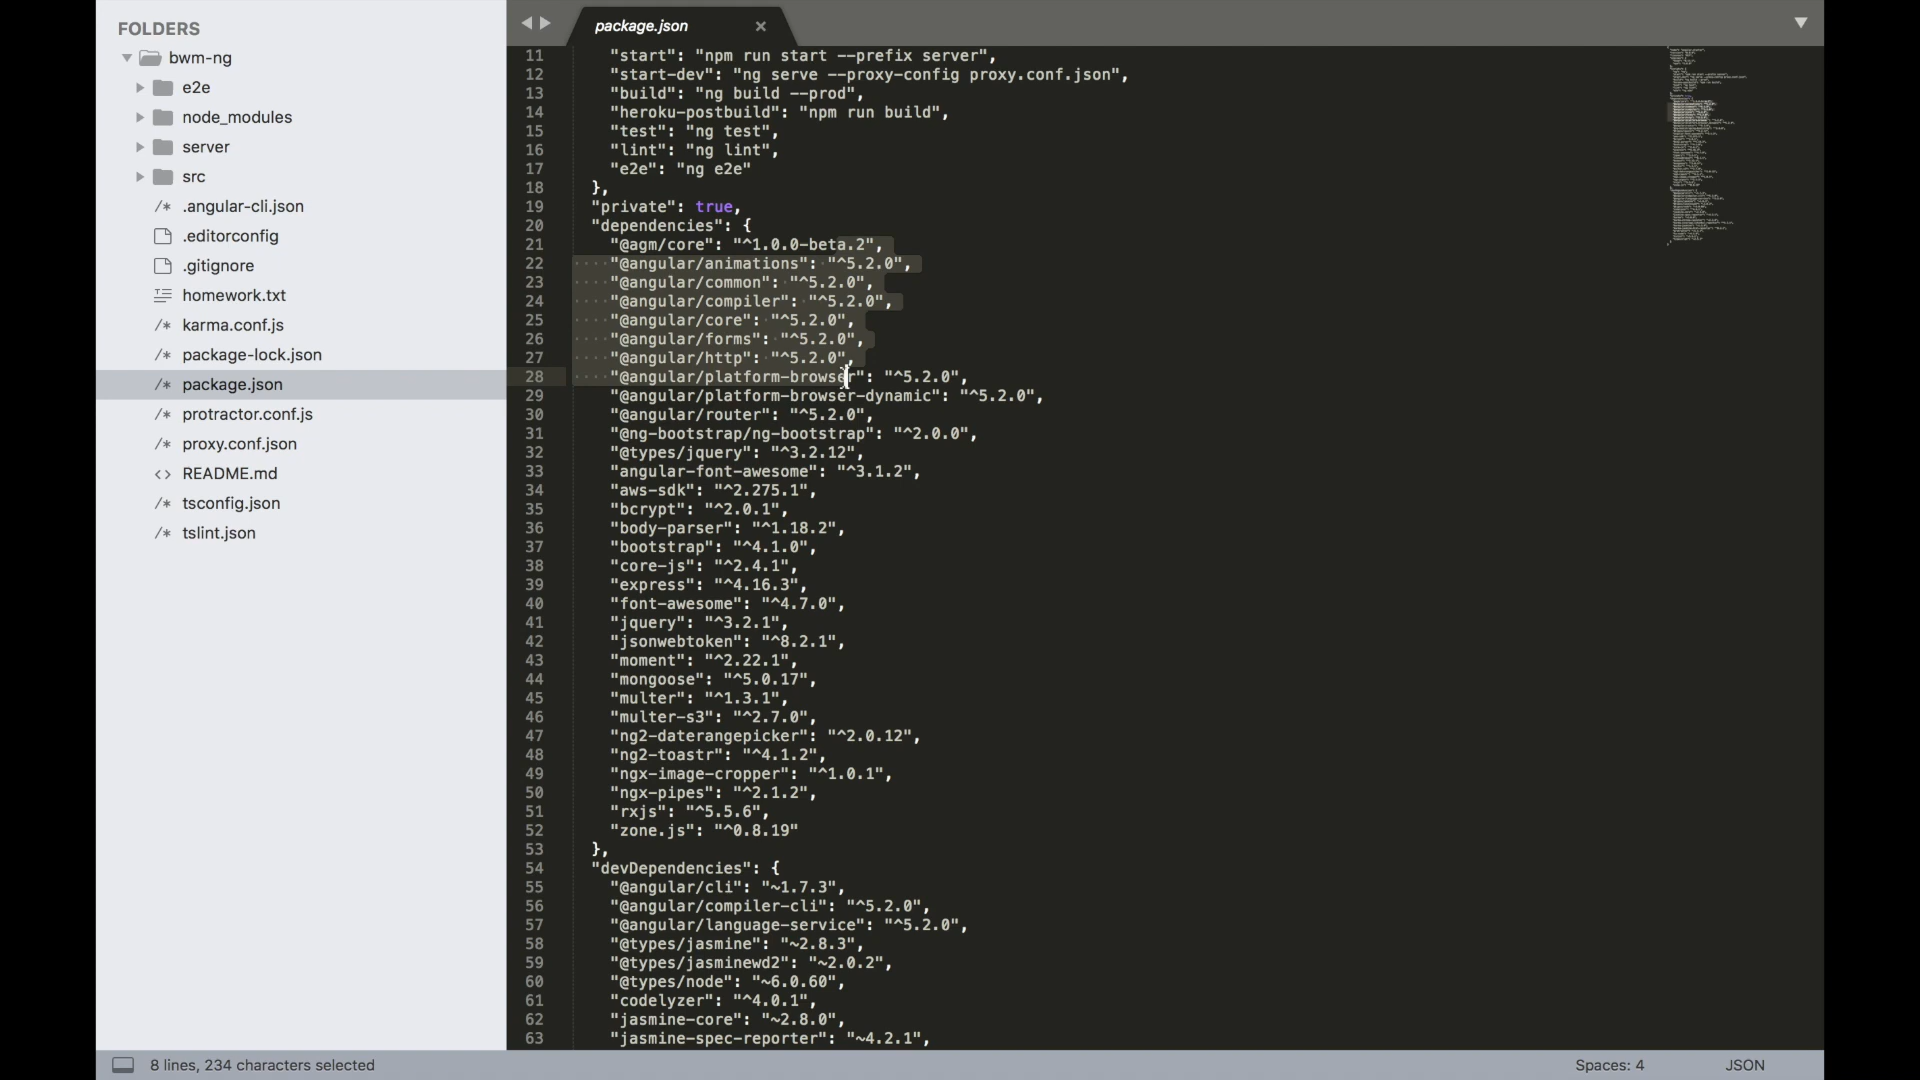 FOLDERS
bwm-ng
e2e
node_modules
server
src
/* .angular-cli.json
.editorconfig
.gitignore
homework.txt
/* karma.conf.js
/* package-lock.json
/* package.json
/* protractor.conf.js
/* proxy.conf.json
<> README.md
/* tsconfig.json
/* tslint.json
package.json ×
11 "start": "npm run start --prefix server",
12 "start-dev": "ng serve --proxy-config proxy.conf.json",
13 "build": "ng build --prod",
14 "heroku-postbuild": "npm run build",
15 "test": "ng test",
16 "lint": "ng lint",
17 "e2e": "ng e2e"
18 },
19 "private": true,
20 "dependencies": {
21 "@agm/core": "^1.0.0-beta.2",
22 "@angular/animations": "^5.2.0",
23 "@angular/common": "^5.2.0",
24 "@angular/compiler": "^5.2.0",
25 "@angular/core": "^5.2.0",
26 "@angular/forms": "^5.2.0",
27 "@angular/http": "^5.2.0",
28 "@angular/platform-browser": "^5.2.0",
29 "@angular/platform-browser-dynamic": "^5.2.0",
30 "@angular/router": "^5.2.0",
31 "@ng-bootstrap/ng-bootstrap": "^2.0.0",
32 "@types/jquery": "^3.2.12",
33 "angular-font-awesome": "^3.1.2",
34 "aws-sdk": "^2.275.1",
35 "bcrypt": "^2.0.1",
36 "body-parser": "^1.18.2",
37 "bootstrap": "^4.1.0",
38 "core-js": "^2.4.1",
39 "express": "^4.16.3",
40 "font-awesome": "^4.7.0",
41 "jquery": "^3.2.1",
42 "jsonwebtoken": "^8.2.1",
43 "moment": "^2.22.1",
44 "mongoose": "^5.0.17",
45 "multer": "^1.3.1",
46 "multer-s3": "^2.7.0",
47 "ng2-daterangepicker": "^2.0.12",
48 "ng2-toastr": "^4.1.2",
49 "ngx-image-cropper": "^1.0.1",
50 "ngx-pipes": "^2.1.2",
51 "rxjs": "^5.5.6",
52 "zone.js": "^0.8.19"
53 },
54 "devDependencies": {
55 "@angular/cli": "~1.7.3",
56 "@angular/compiler-cli": "^5.2.0",
57 "@angular/language-service": "^5.2.0",
58 "@types/jasmine": "~2.8.3",
59 "@types/jasminewd2": "~2.0.2",
60 "@types/node": "~6.0.60",
61 "codelyzer": "^4.0.1",
62 "jasmine-core": "~2.8.0",
63 "jasmine-spec-reporter": "~4.2.1",
8 lines, 234 characters selected
Spaces: 4
JSON